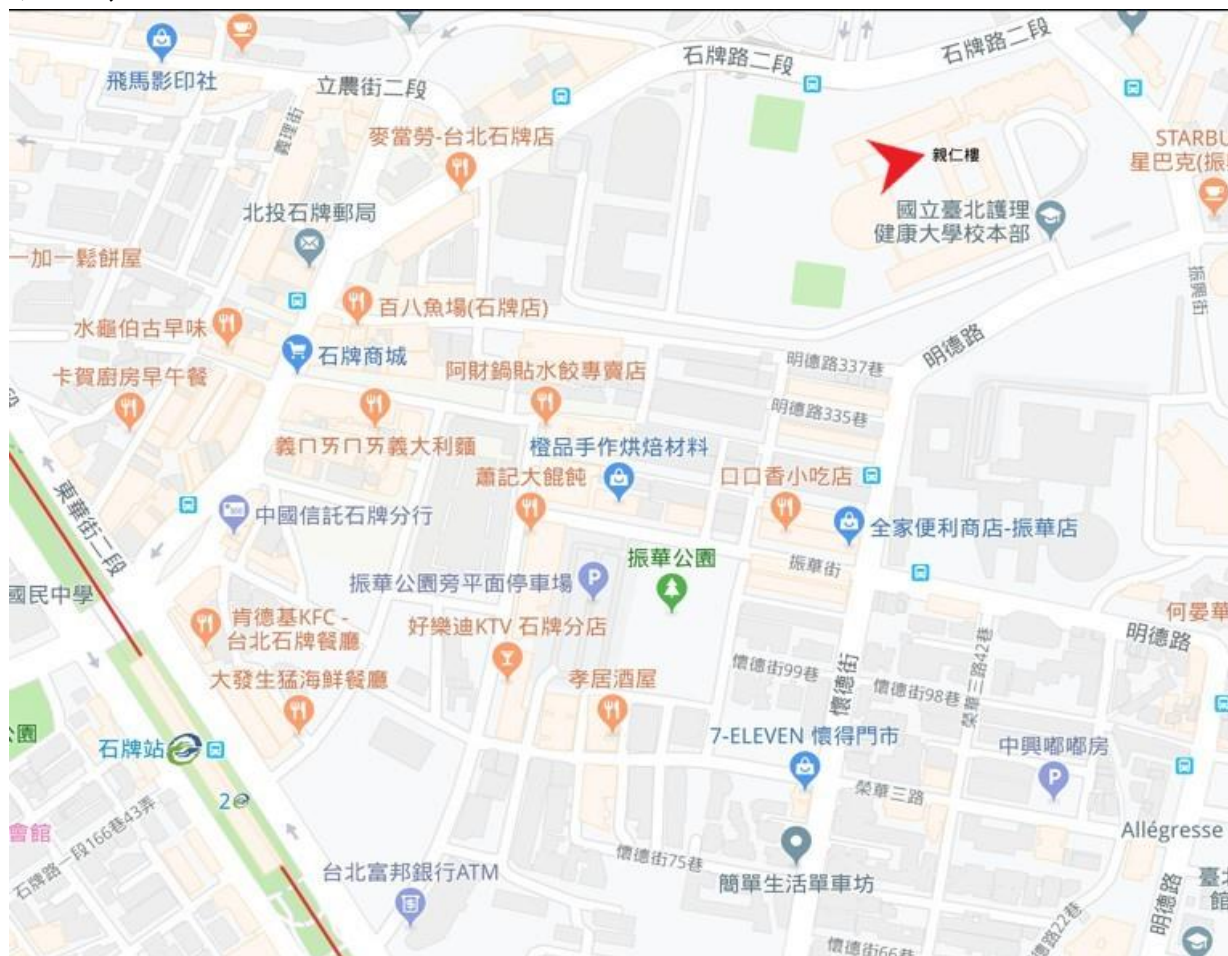 飛馬影印社
立農街二段
義理街
石牌路二段
石牌路二段
麥當勞-台北石牌店
親仁樓
STARBU
星巴克(振
國立臺北護理
健康大學校本部
北投石牌郵局
一加一鬆餅屋
振興街
百八魚場(石牌店)
水龜伯古早味
石牌商城
明德路
明德路337巷
卡賀廚房早午餐
阿財鍋貼水餃專賣店
明德路335巷
義ㄇㄞㄇㄞ義大利麵
橙品手作烘焙材料
蕭記大餛飩
口口香小吃店
東華街二段
中國信託石牌分行
全家便利商店-振華店
振華公園
振華街
振華公園旁平面停車場
國民中學
肯德基KFC -
台北石牌餐廳
好樂迪KTV 石牌分店
何晏華
明德路
榮華三路42巷
懷德街99巷
懷德街98巷
懷德街
大發生猛海鮮餐廳
孝居酒屋
公園
石牌站
7-ELEVEN 懷得門市
中興嘟嘟房
2
榮華三路
會館
石牌路一段166巷43弄
Allégresse
懷德街75巷
台北富邦銀行ATM
簡單生活單車坊
明德路
臺北
館
懷德街66巷